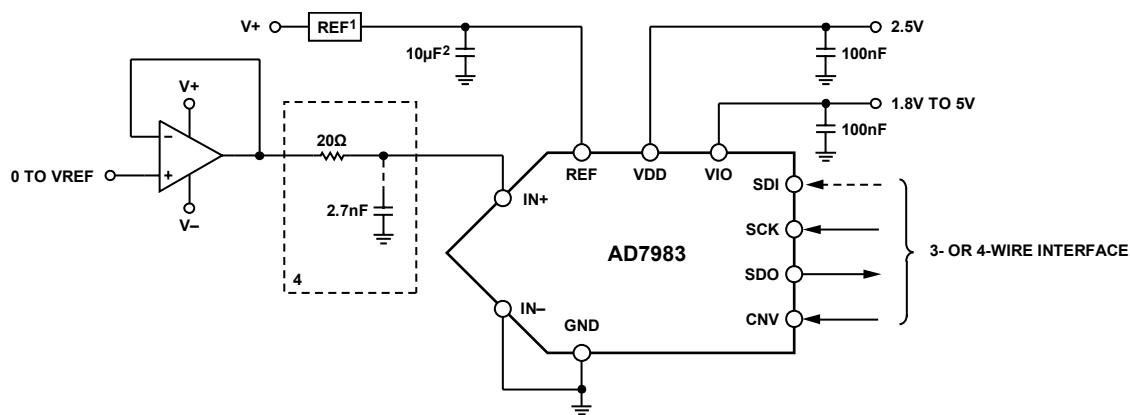 V+
REF¹
10µF²
2.5V
100nF
1.8V TO 5V
100nF
V+
−
+
0 TO VREF
V–
20Ω
2.7nF
4
REF
VDD
VIO
IN+
IN–
GND
AD7983
SDI
SCK
SDO
CNV
3- OR 4-WIRE INTERFACE